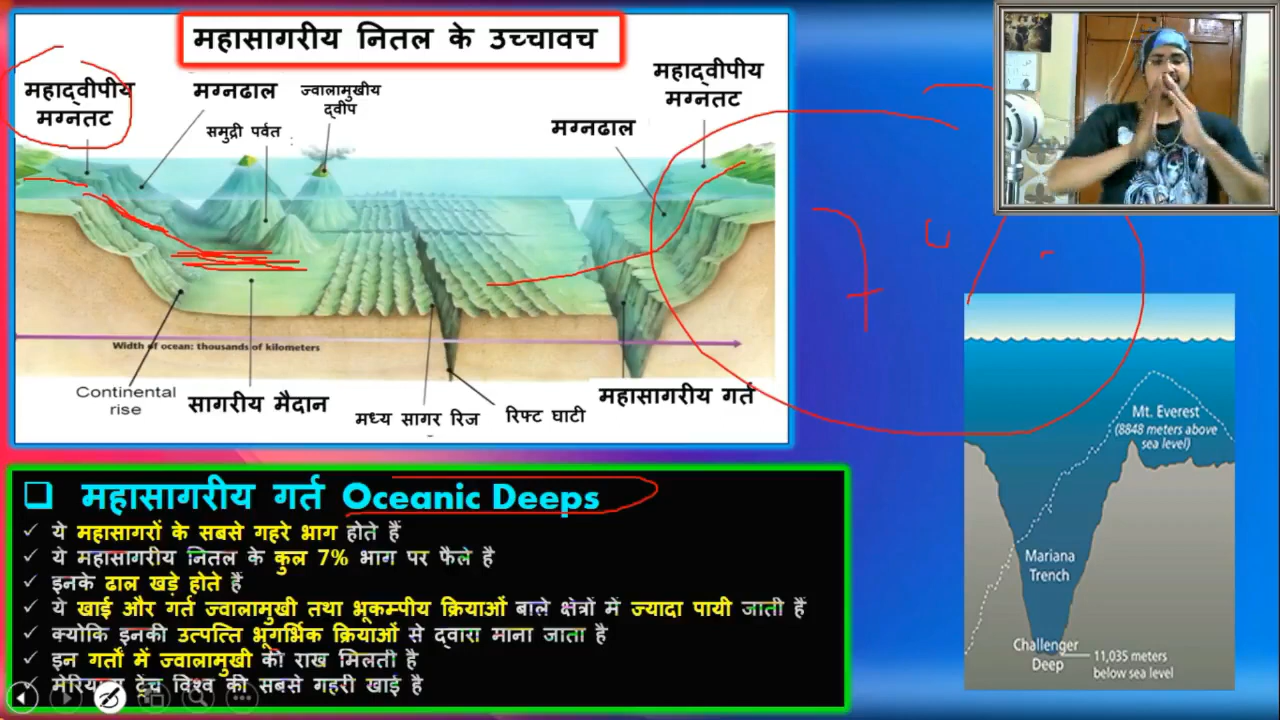 महासागरीय नितल के उच्चावच
महाद्वीपीय
मग्नतट
मग्नढाल
ज्वालामुखीय
द्वीप
समुद्री पर्वत
मग्नढाल
महाद्वीपीय
मग्नतट
Width of ocean: thousands of kilometers
Continental
rise
सागरीय मैदान
मध्य सागर रिज
रिफ्ट घाटी
महासागरीय गर्त
महासागरीय गर्त Oceanic Deeps
ये महासागरों के सबसे गहरे भाग होते हैं
ये महासागरीय नितल के कुल 7% भाग पर फैले है
इनके ढाल खड़े होते हैं
ये खाई और गर्त ज्वालामुखी तथा भूकम्पीय क्रियाओं बाले क्षेत्रों में ज्यादा पायी जाती हैं
क्योकि इनकी उत्पत्ति भूगर्भिक क्रियाओं से द्वारा माना जाता है
इन गर्तों में ज्वालामुखी की राख मिलती है
ट्रेंच विश्व की सबसे गहरी खाई है
Mt. Everest
(8848 meters above
sea level)
Mariana
Trench
Challenger
Deep
11,035 meters
below sea level